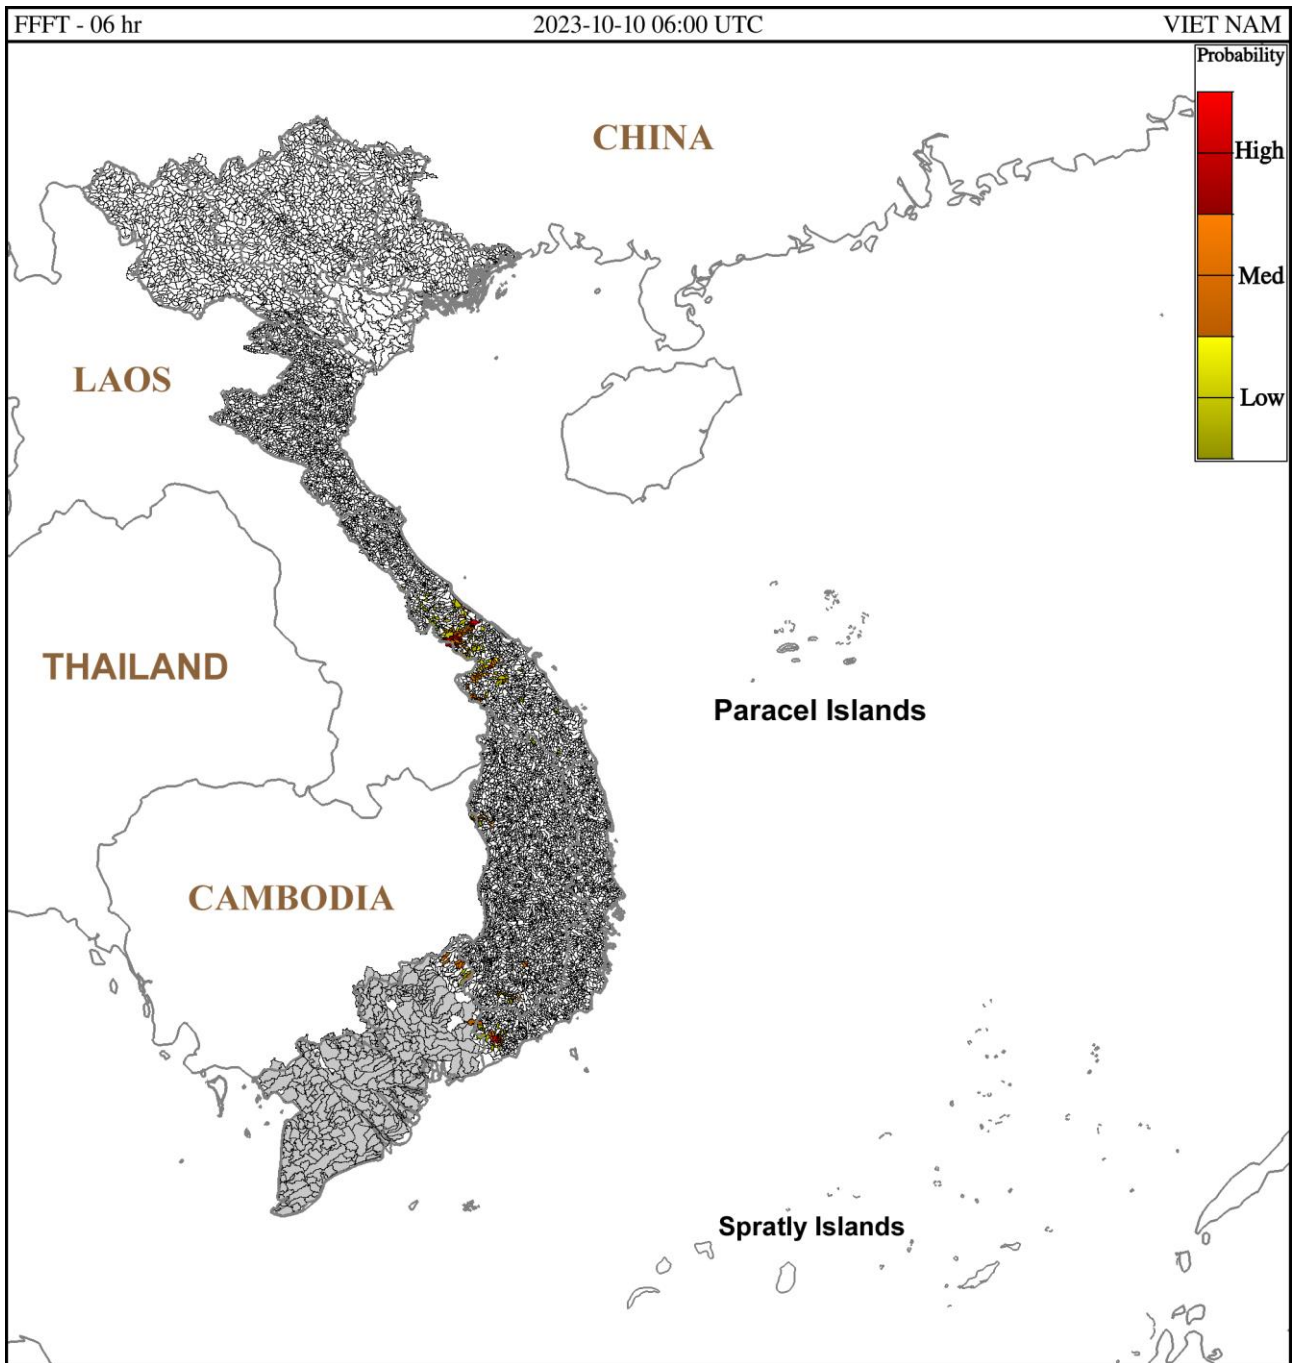 FFFT - 06 hr
2023-10-10 06:00 UTC
VIET NAM
Probability
High
Med
Low
CHINA
LAOS
THAILAND
Paracel Islands
CAMBODIA
Spratly Islands